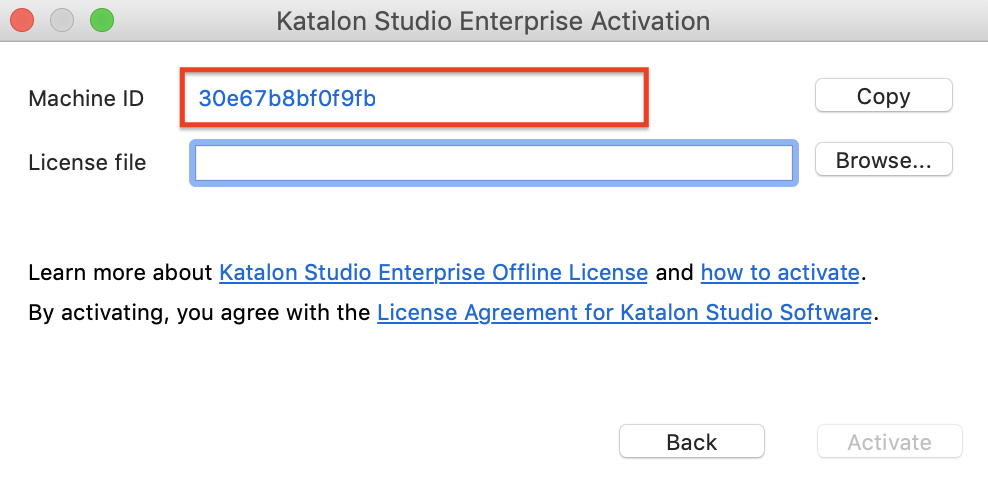 Katalon Studio Enterprise Activation
Machine ID 30e67b8bf0f9fb Copy
License file Browse...
Learn more about Katalon Studio Enterprise Offline License and how to activate.
By activating, you agree with the License Agreement for Katalon Studio Software.
Back Activate